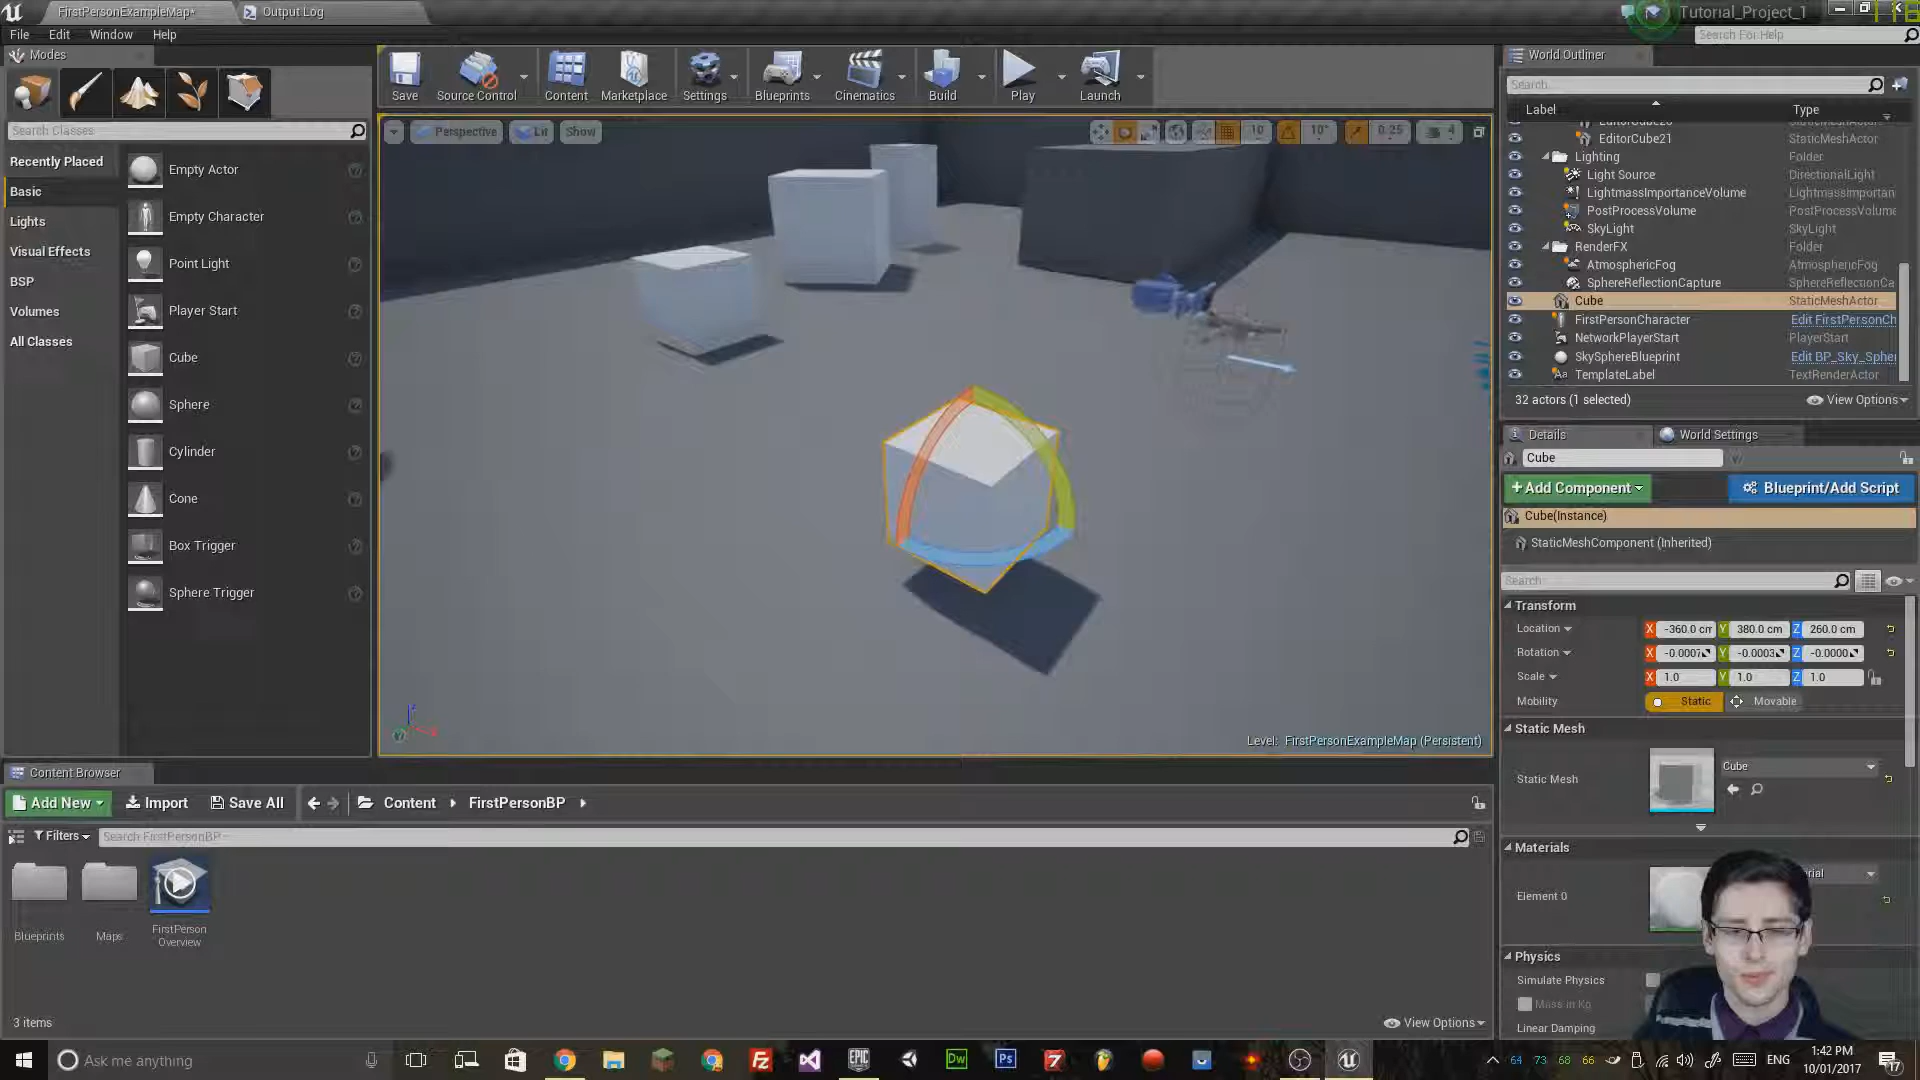 FirstPersonExampleMap*
Output Log
Tutorial_Project_1
File Edit Window Help
Search For Help
Modes
Save
Source Control
Content
Marketplace
Settings
Blueprints
Cinematics
Build
Play
Launch
World Outliner
Search...
Label
Type
EditorCube20
EditorCube21 StaticMeshActor
Lighting Folder
Light Source DirectionalLight
LightmassImportanceVolume LightmassImportan
PostProcessVolume PostProcessVolume
SkyLight SkyLight
RenderFX Folder
AtmosphericFog AtmosphericFog
SphereReflectionCapture SphereReflectionCa
Cube StaticMeshActor
FirstPersonCharacter Edit FirstPersonCh
NetworkPlayerStart PlayerStart
SkySphereBlueprint Edit BP_Sky_Spher
TemplateLabel TextRenderActor
32 actors (1 selected)
View Options
Search Classes
Recently Placed
Basic
Lights
Visual Effects
BSP
Volumes
All Classes
Empty Actor
Empty Character
Point Light
Player Start
Cube
Sphere
Cylinder
Cone
Box Trigger
Sphere Trigger
Perspective
Lit
Show
10
10°
0.25
4
Level: FirstPersonExampleMap (Persistent)
Details
World Settings
Cube
+Add Component
Blueprint/Add Script
Cube(Instance)
StaticMeshComponent (Inherited)
Search
Transform
Location X -360.0 cm Y 380.0 cm Z 260.0 cm
Rotation X -0.0007 Y -0.0003 Z -0.0000
Scale X 1.0 Y 1.0 Z 1.0
Mobility Static Movable
Static Mesh
Static Mesh
Cube
Materials
Element 0
rial
Physics
Simulate Physics
Mass in Kg
Linear Damping
Content Browser
Add New
Import
Save All
Content
FirstPersonBP
Filters
Search FirstPersonBP
Blueprints
Maps
FirstPerson
Overview
3 items
View Options
Ask me anything
EPIC
Dw
Ps
64 73 68 66
ENG
1:42 PM
10/01/2017
17